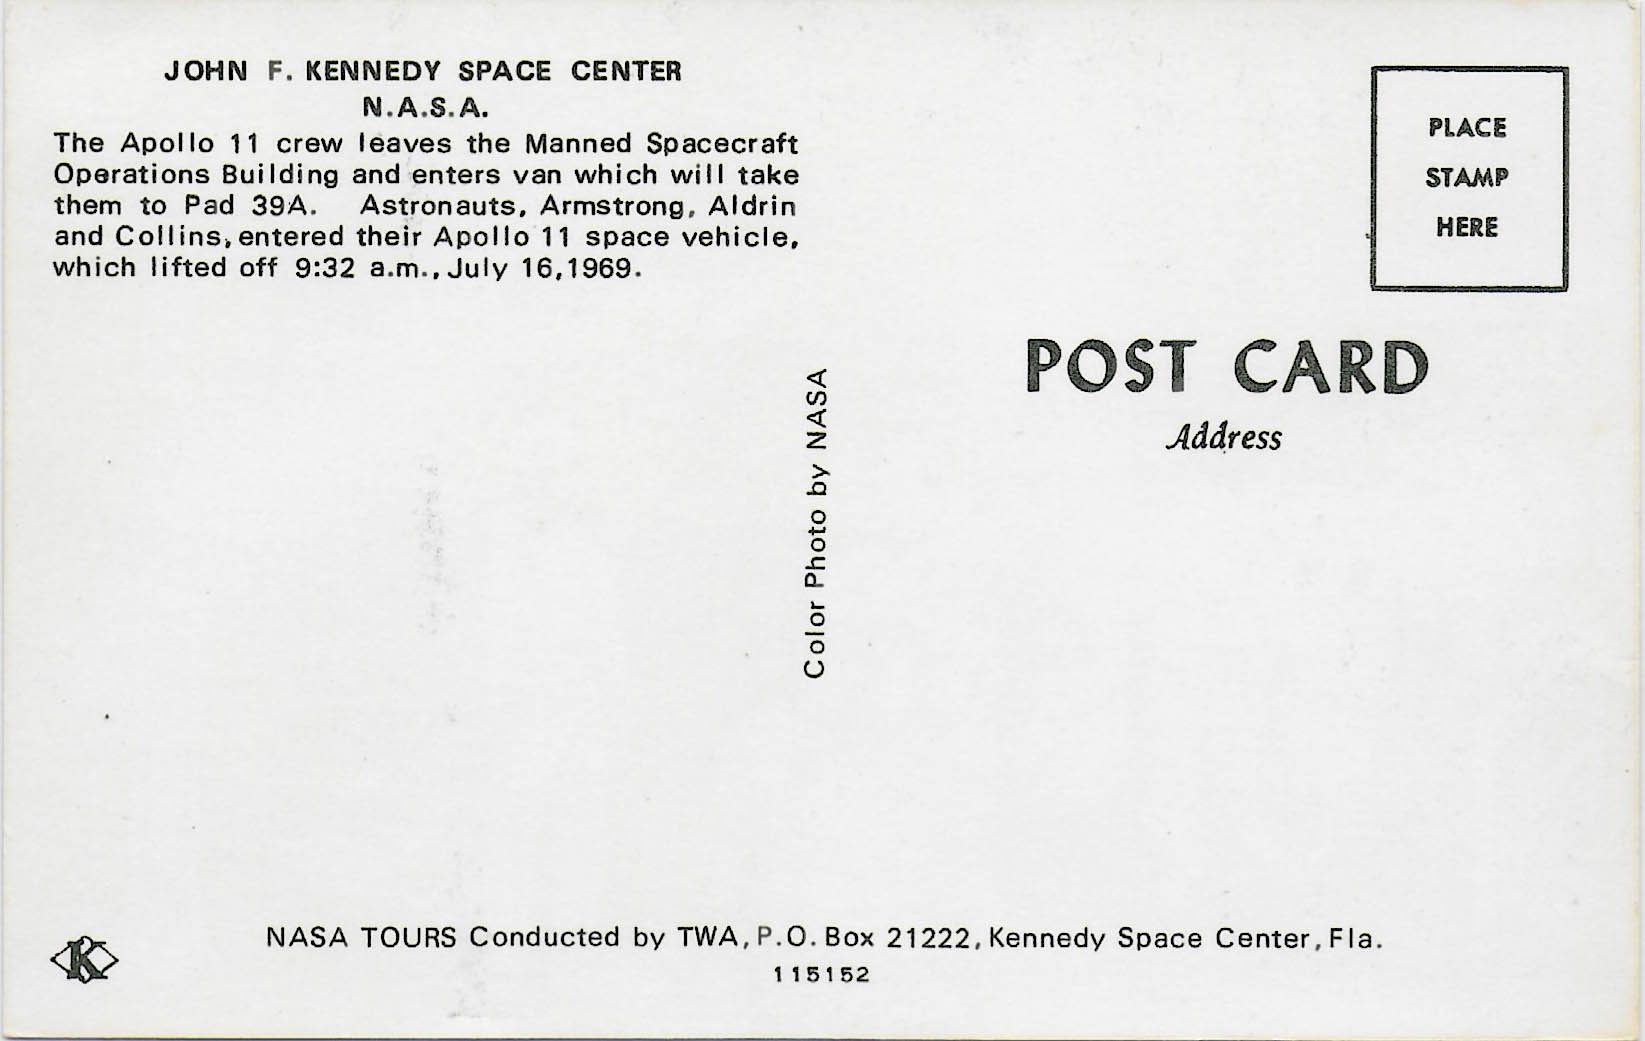 JOHN F. KENNEDY SPACE CENTER
N.A.S.A.
The Apollo 11 crew leaves the Manned Spacecraft
Operations Building and enters van which will take
them to Pad 39A. Astronauts, Armstrong, Aldrin
and Collins, entered their Apollo 11 space vehicle,
which lifted off 9:32 a.m., July 16, 1969.
PLACE
STAMP
HERE
POST CARD
Address
Color Photo by NASA
K
NASA TOURS Conducted by TWA, P.O. Box 21222, Kennedy Space Center, Fla.
115152